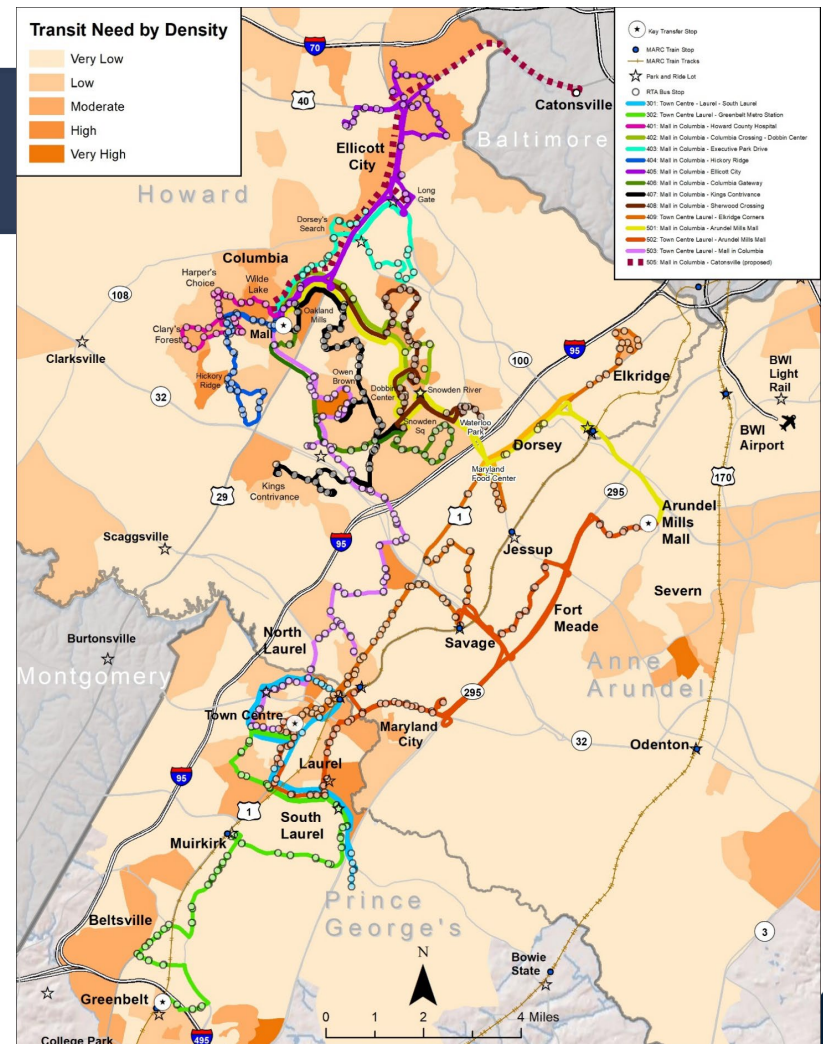 Transit Need by Density
Very Low
Low
Moderate
High
Very High
Key Transfer Stop
MARC Train Stop
MARC Train Tracks
Park and Ride Lot
RTA Bus Stop
301: Town Centre - Laurel - South Laurel
302: Town Centre Laurel - Greenbelt Metro Station
401: Mall in Columbia - Howard County Hospital
402: Mall in Columbia - Columbia Crossing - Dobbin Center
403: Mall in Columbia - Executive Park Drive
404: Mall in Columbia - Hickory Ridge
405: Mall in Columbia - Ellicott City
406: Mall in Columbia - Columbia Gateway
407: Mall in Columbia - Kings Contrivance
408: Mall in Columbia - Sherwood Crossing
409: Town Centre Laurel - Elkridge Corners
501: Mall in Columbia - Arundel Mills Mall
502: Town Centre Laurel - Arundel Mills Mall
503: Town Centre Laurel - Mall in Columbia
505: Mall in Columbia - Catonsville (proposed)
70
40
Catonsville
Baltimore
Ellicott
City
Howard
Long
Gate
Dorsey's
Search
Columbia
Harper's
Choice
Wilde
Lake
108
Oakland
Mills
Mall
Clary's
Forest
Clarksville
100
95
Elkridge
BWI
Light
Rail
Hickory
Ridge
Owen
Brown
Dobbin
Center
Snowden River
32
Snowden
Sq
Waterloo
Park
Dorsey
BWI
Airport
Maryland
Food Center
170
Kings
Contrivance
29
295
1
Arundel
Mills
Mall
95
Scaggsville
Jessup
Severn
Fort
Meade
North
Laurel
Savage
Burtonsville
Montgomery
Anne
Arundel
295
Town Centre
Maryland
City
32
Odenton
Laurel
95
1
South
Laurel
Muirkirk
Prince
George's
Beltsville
3
Bowie
State
N
Greenbelt
0 1 2 4 Miles
College Park
495